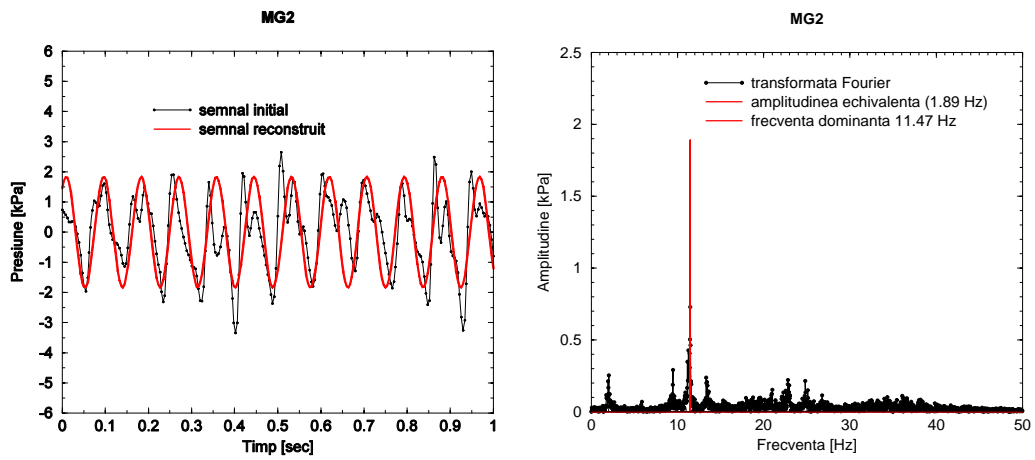 MG2
6
5
4
3
2
1
0
-1
-2
-3
-4
-5
-6
Presiune [kPa]
semnal initial
semnal reconstruit
0 0.1 0.2 0.3 0.4 0.5 0.6 0.7 0.8 0.9 1
Timp [sec]
MG2
2.5
2
1.5
1
0.5
0
Amplitudine [kPa]
transformata Fourier
amplitudinea echivalenta (1.89 Hz)
frecventa dominanta 11.47 Hz
0 10 20 30 40 50
Frecventa [Hz]